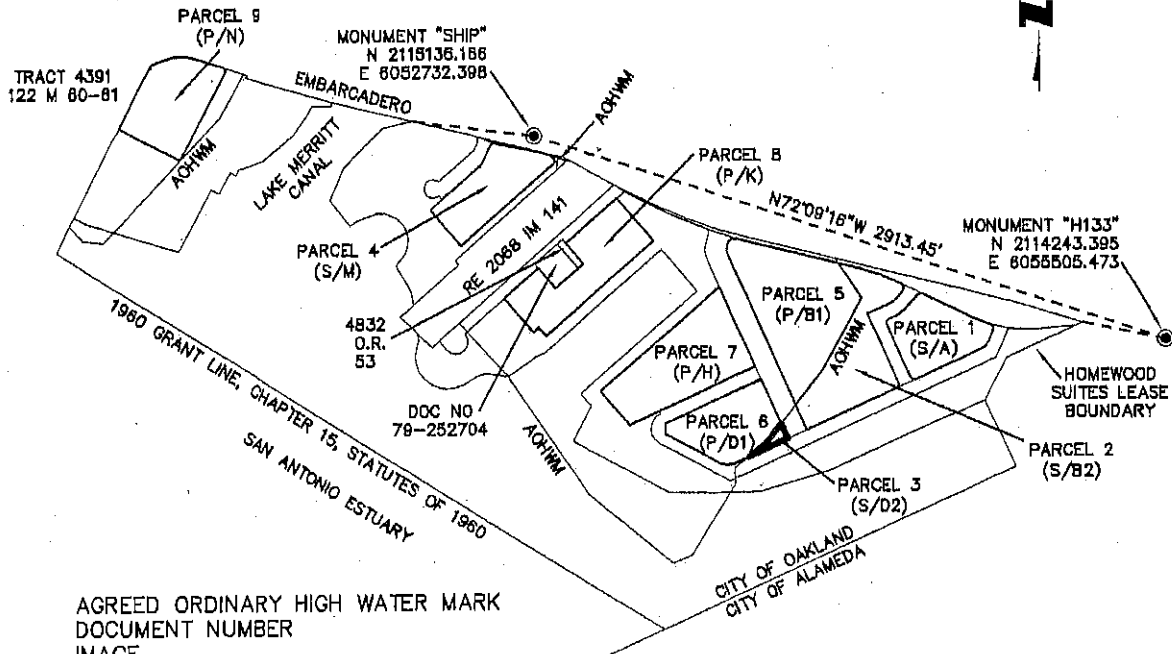 PARCEL 9
(P/N)
TRACT 4391
122 M 60-61
MONUMENT "SHIP"
N 2115136.166
E 6052732.398
EMBARCADERO
AOHWM
AOHWM
LAKE MERRITT
CANAL
PARCEL 8
(P/K)
N72°09'16"W 2913.45'
MONUMENT "H133"
N 2114243.395
E 6055505.473
PARCEL 4
(S/M)
RE 2068 IM 141
PARCEL 5
(P/B1)
AOHWM
PARCEL 1
(S/A)
4832
O.R.
53
PARCEL 7
(P/H)
HOMEWOOD
SUITES LEASE
BOUNDARY
DOC NO
79-252704
AOHWM
PARCEL 6
(P/D1)
PARCEL 2
(S/B2)
PARCEL 3
(S/D2)
1960 GRANT LINE, CHAPTER 15, STATUTES OF 1960
SAN ANTONIO ESTUARY
CITY OF OAKLAND
CITY OF ALAMEDA
AGREED ORDINARY HIGH WATER MARK
DOCUMENT NUMBER
IMAGE